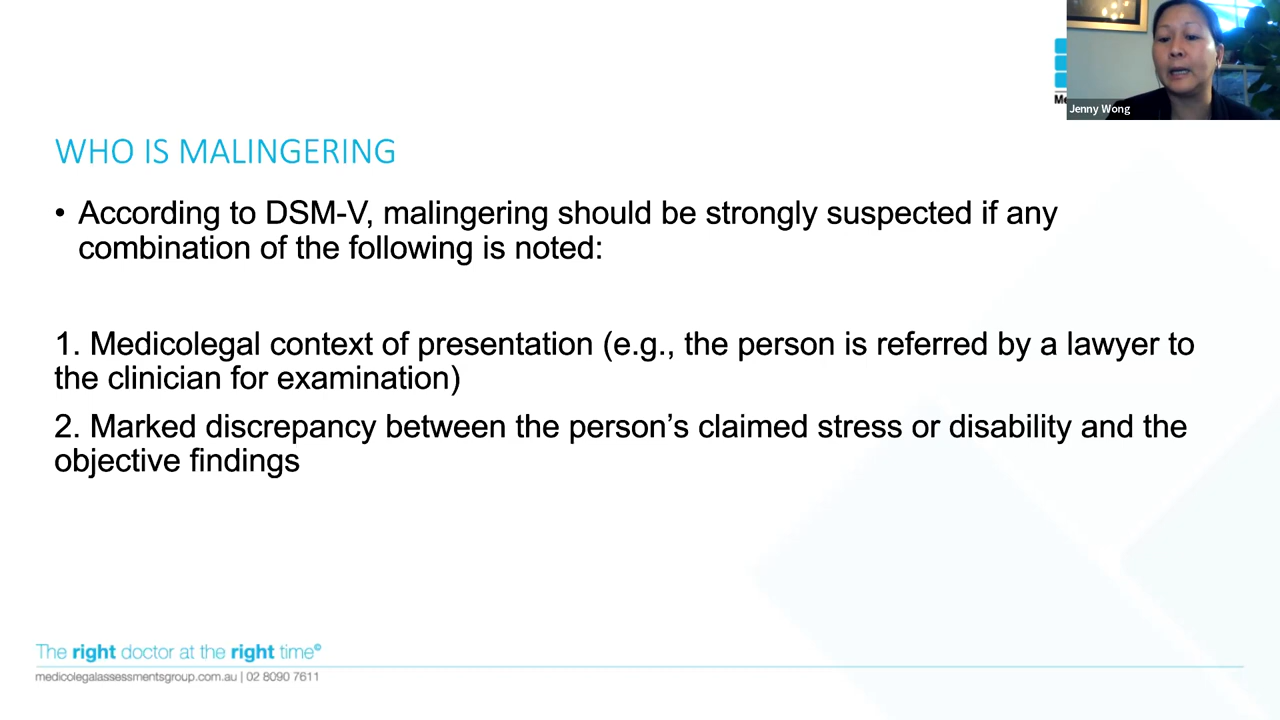 Me
Jenny Wong
WHO IS MALINGERING
• According to DSM-V, malingering should be strongly suspected if any
combination of the following is noted:
1. Medicolegal context of presentation (e.g., the person is referred by a lawyer to
the clinician for examination)
2. Marked discrepancy between the person’s claimed stress or disability and the
objective findings
The right doctor at the right time©
medicolegalassessmentsgroup.com.au | 02 8090 7611